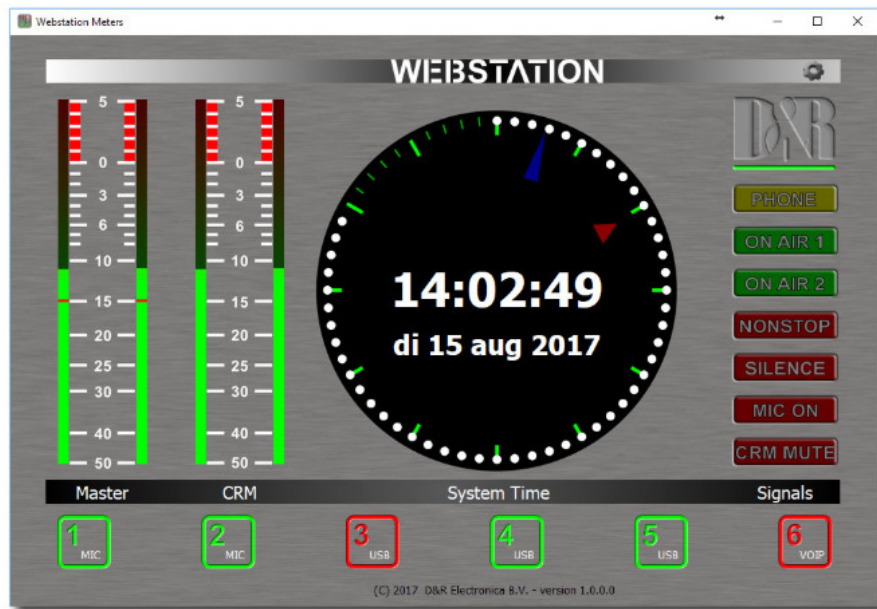 Webstation Meters
WEBSTATION
5 5
0 0
3 3
6 6
10 10
15 15
20 20
25 25
30 30
40 40
50 50
14:02:49
di 15 aug 2017
D&R
PHONE
ON AIR 1
ON AIR 2
NONSTOP
SILENCE
MIC ON
CRM MUTE
Master CRM System Time Signals
1 MIC
2 MIC
3 USB
4 USB
5 USB
6 VOIP
(C) 2017 D&R Electronica B.V. - version 1.0.0.0